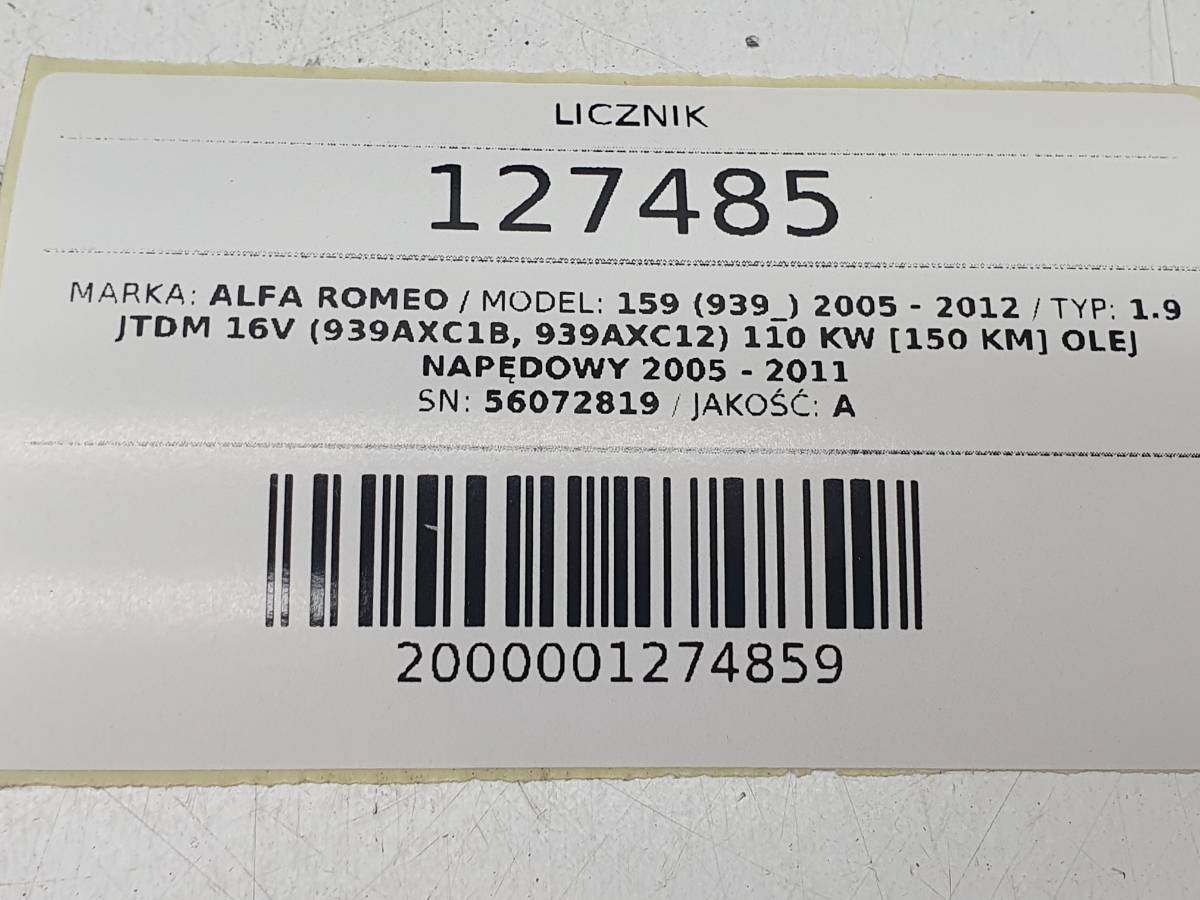 LICZNIK
127485
MARKA: ALFA ROMEO / MODEL: 159 (939_) 2005 - 2012 / TYP: 1.9
JTDM 16V (939AXC1B, 939AXC12) 110 KW [150 KM] OLEJ
NAPĘDOWY 2005 - 2011
SN: 56072819 / JAKOŚĆ: A
2000001274859